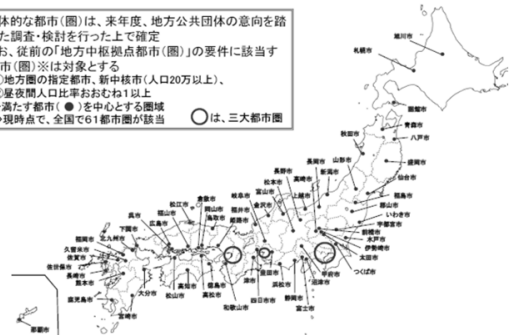 体的な都市(圏)は、来年度、地方公共団体の意向を踏
た調査・検討を行った上で確定
お、従前の「地方中枢拠点都市(圏)」の要件に該当す
市(圏)※は対象とする
地方圏の指定都市、新中核市(人口20万以上)、
昼夜間人口比率おおむね1以上
満たす都市(●)を中心とする圏域
現時点で、全国で61都市圏が該当
は、三大都市圏
旭川市
札幌市
函館市
青森市
八戸市
秋田市
盛岡市
長岡市
山形市
仙台市
長野市
新潟市
松本市
高崎市
福島市
岐阜市
富山市
上越市
郡山市
倉敷市
松江市
岡山市
福井市
金沢市
いわき市
呉市
福山市
鳥取市
姫路市
宇都宮市
広島市
前橋市
下関市
水戸市
福岡市
北九州市
伊勢崎市
久留米市
太田市
佐賀市
つくば市
佐世保市
甲府市
長崎市
高知市
徳島市
津市
豊田市
沼津市
熊本市
大分市
松山市
高松市
四日市市
浜松市
静岡市
鹿児島市
和歌山市
富士市
宮崎市
那覇市